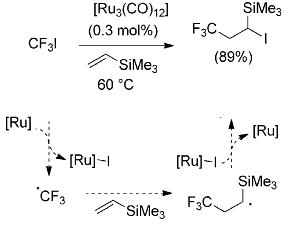 [Ru₃(CO)₁₂]
(0.3 mol%)
CF₃I
SiMe₃
60 °C
SiMe₃
F₃C
I
(89%)
[Ru]
[Ru]–I
•CF₃
SiMe₃
[Ru]
[Ru]–I
SiMe₃
F₃C
•